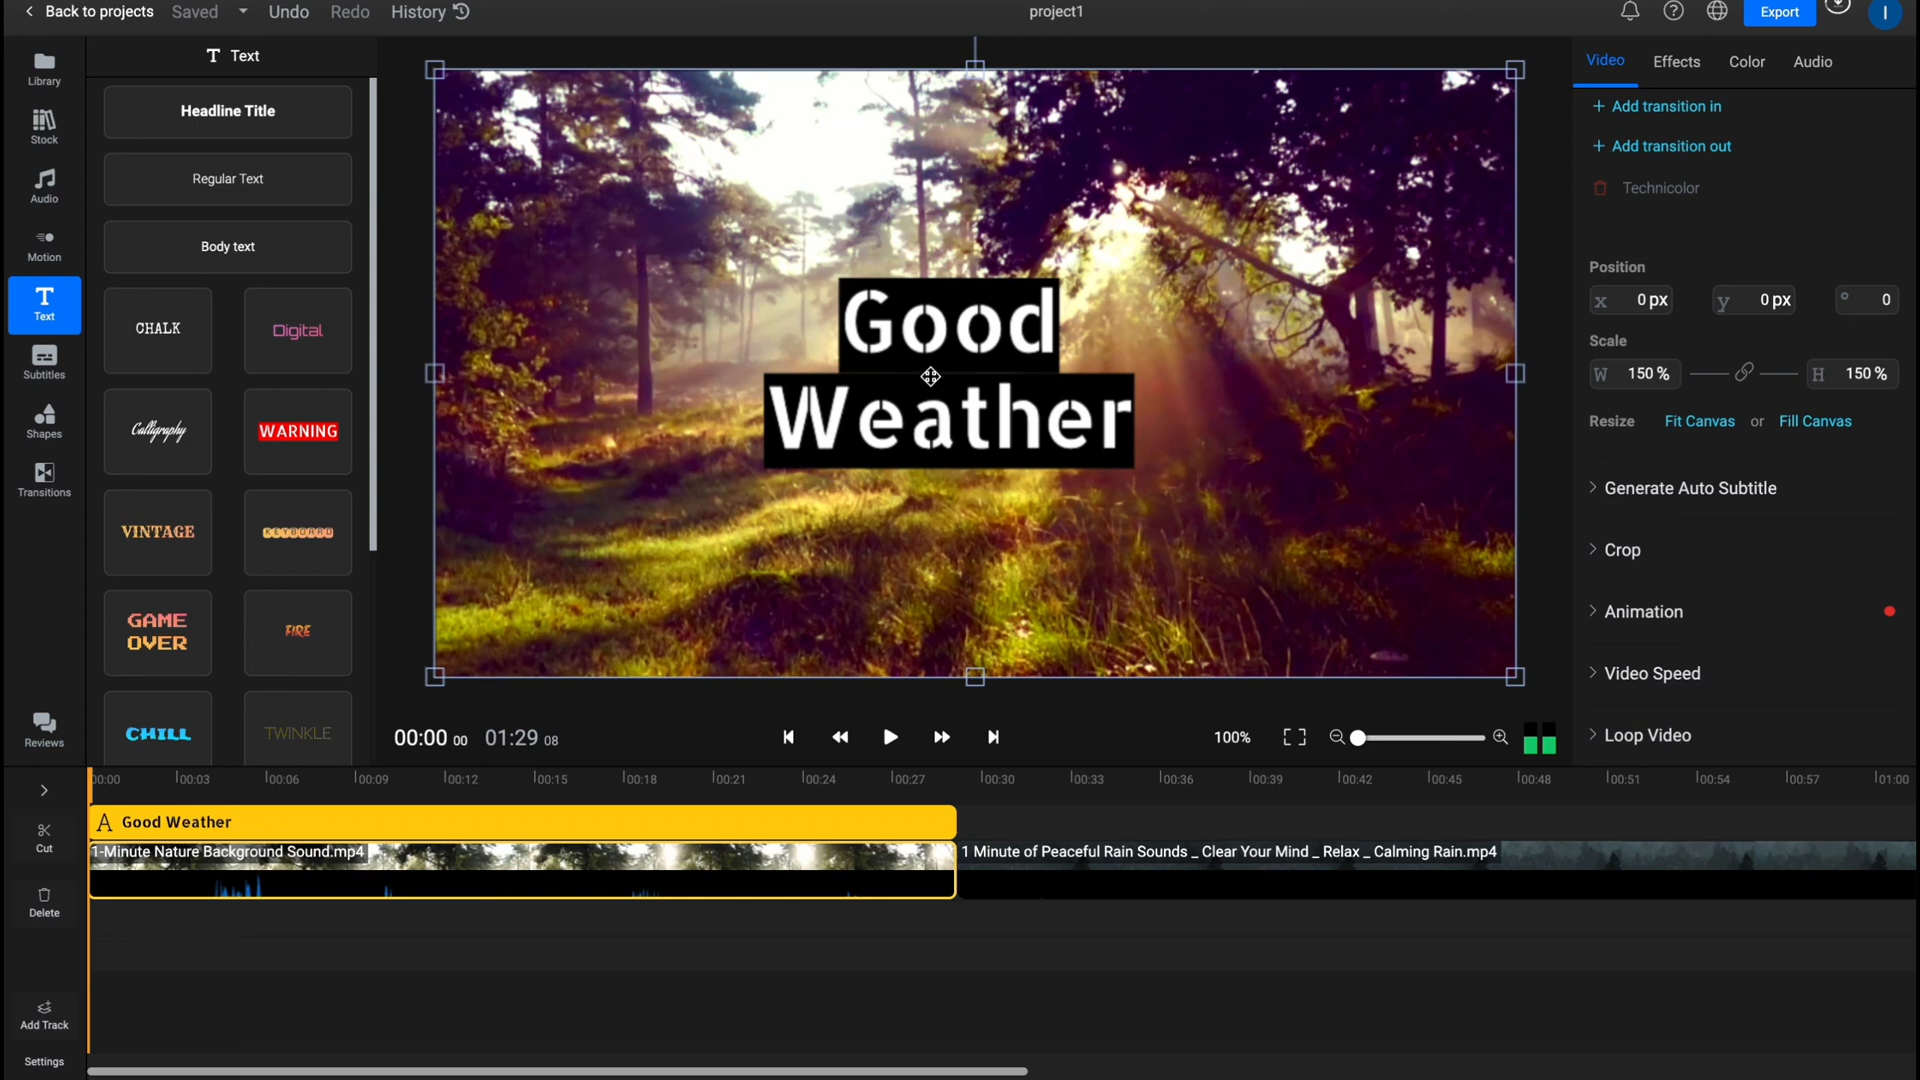 Back to projects Saved Undo Redo History
project1
Export I
Library
Stock
Audio
Motion
Text
Subtitles
Shapes
Transitions
Reviews
Text
Headline Title
Regular Text
Body text
CHALK Digital
Calligraphy WARNING
VINTAGE KEYBOARD
GAME OVER FIRE
CHILL TWINKLE
Good
Weather
Video Effects Color Audio
+ Add transition in
+ Add transition out
Technicolor
Position
x 0 px y 0 px ° 0
Scale
W 150 % H 150 %
Resize Fit Canvas or Fill Canvas
Generate Auto Subtitle
Crop
Animation
Video Speed
Loop Video
00:00 00 01:29 08
100%
00:00 00:03 00:06 00:09 00:12 00:15 00:18 00:21 00:24 00:27 00:30 00:33 00:36 00:39 00:42 00:45 00:48 00:51 00:54 00:57 01:00
A Good Weather
1-Minute Nature Background Sound.mp4 1 Minute of Peaceful Rain Sounds _ Clear Your Mind _ Relax _ Calming Rain.mp4
Cut
Delete
Add Track
Settings